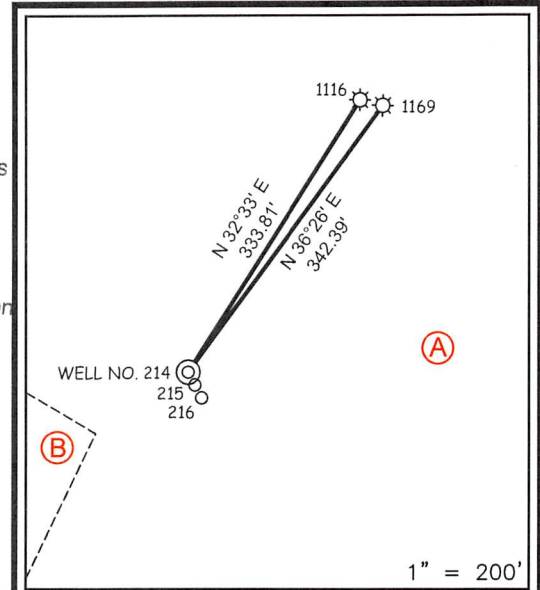 1116
1169
s
N 32°33' E
333.81'
N 36°26' E
342.39'
n
A
WELL NO. 214
215
216
B
1" = 200'